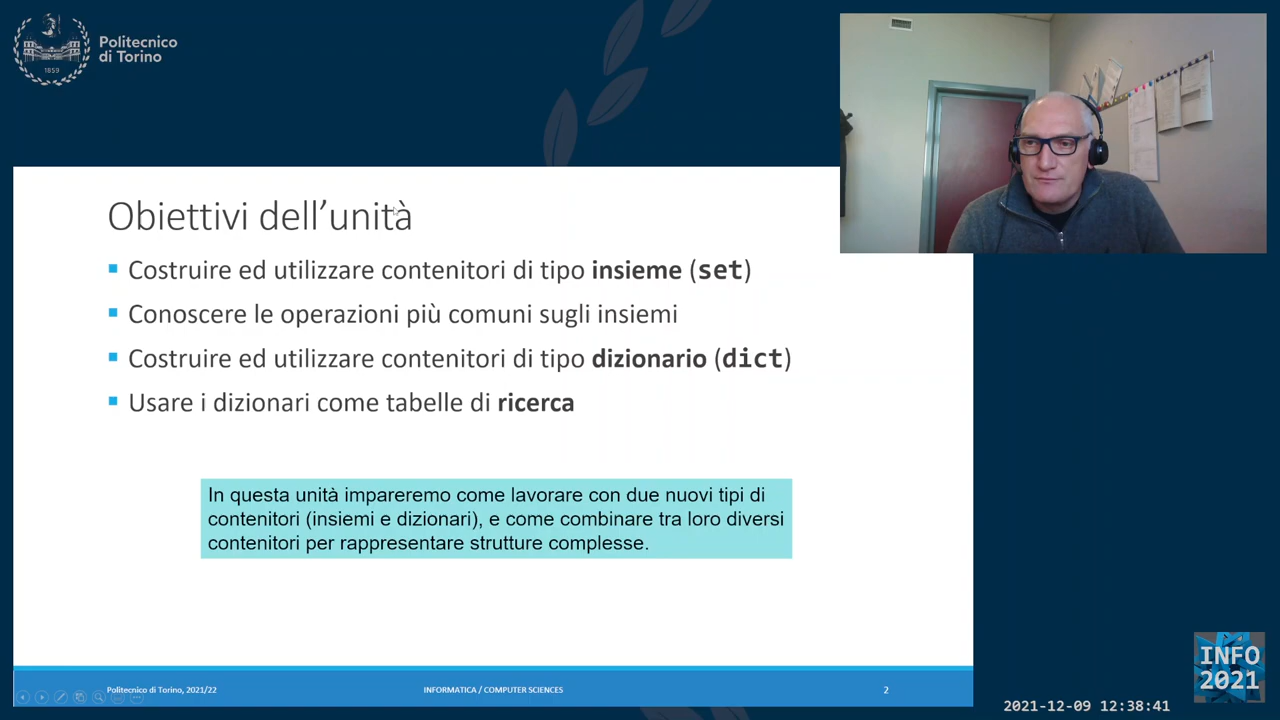 Politecnico
di Torino
1859
Obiettivi dell’unità
Costruire ed utilizzare contenitori di tipo insieme (set)
Conoscere le operazioni più comuni sugli insiemi
Costruire ed utilizzare contenitori di tipo dizionario (dict)
Usare i dizionari come tabelle di ricerca
In questa unità impareremo come lavorare con due nuovi tipi di
contenitori (insiemi e dizionari), e come combinare tra loro diversi
contenitori per rappresentare strutture complesse.
Politecnico di Torino, 2021/22
INFORMATICA / COMPUTER SCIENCES
2
INFO
2021
2021-12-09 12:38:41